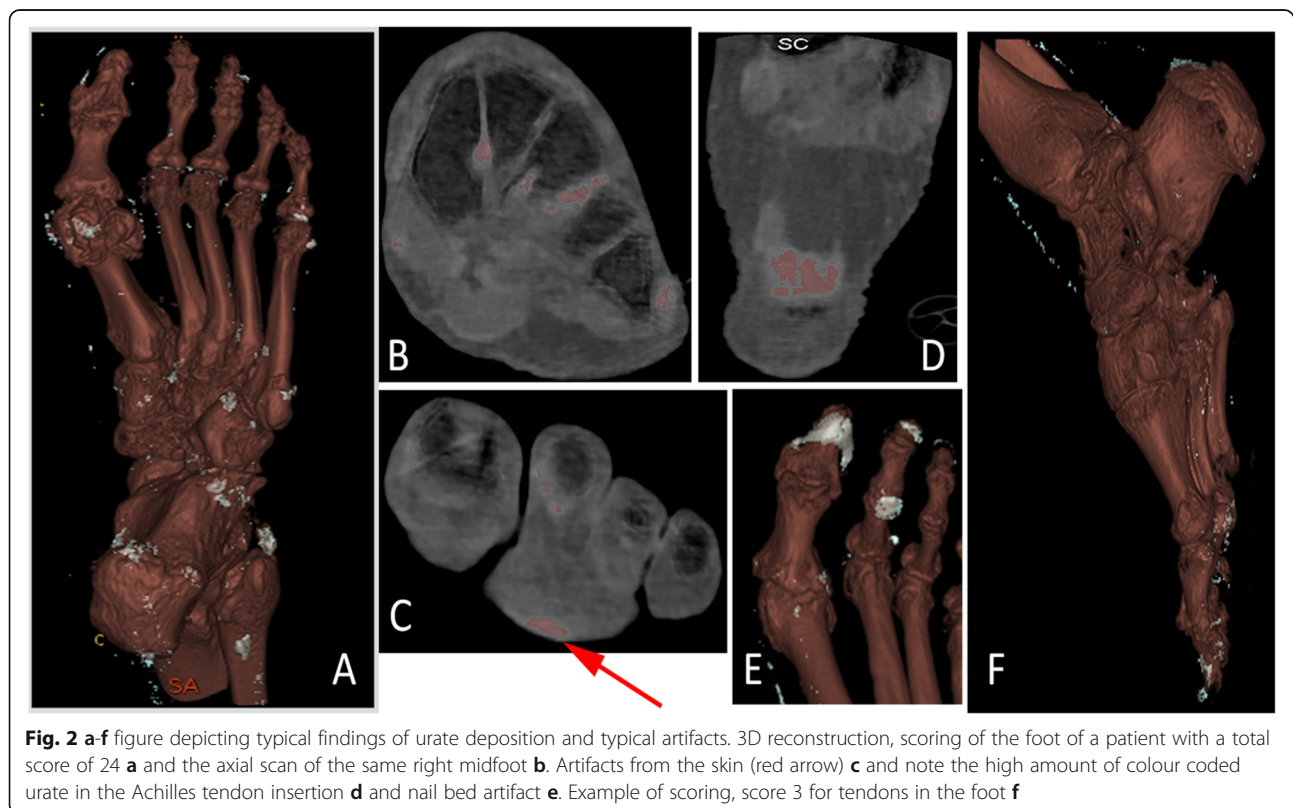 SC
B
D
C
A
SA
C
E
F
Fig. 2 a-f figure depicting typical findings of urate deposition and typical artifacts. 3D reconstruction, scoring of the foot of a patient with a total
score of 24 a and the axial scan of the same right midfoot b. Artifacts from the skin (red arrow) c and note the high amount of colour coded
urate in the Achilles tendon insertion d and nail bed artifact e. Example of scoring, score 3 for tendons in the foot f